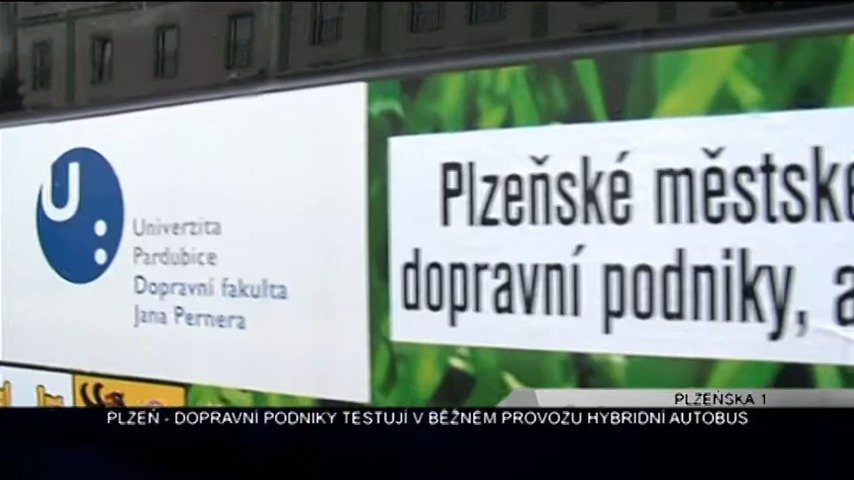 U:
Univerzita
Pardubice
Dopravní fakulta
Jana Pernera
Plzeňské městské
dopravní podniky, a
PLZEŇSKÁ 1
PLZEŇ - DOPRAVNÍ PODNIKY TESTUJÍ V BĚŽNÉM PROVOZU HYBRIDNÍ AUTOBUS